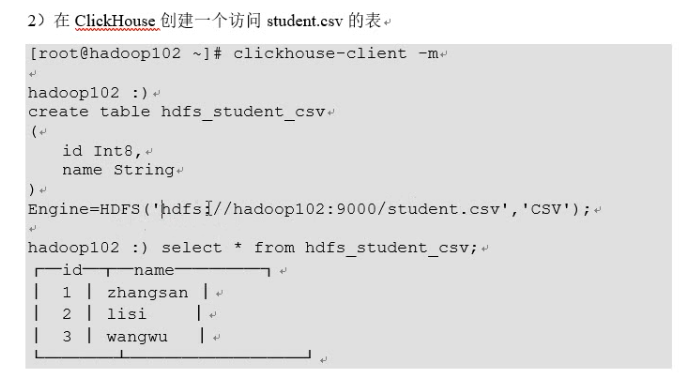 2）在 ClickHouse 创建一个访问 student.csv 的表
[root@hadoop102 ~]# clickhouse-client -m
hadoop102 :)
create table hdfs_student_csv
(
id Int8,
name String
)
Engine=HDFS('hdfs://hadoop102:9000/student.csv','CSV');
hadoop102 :) select * from hdfs_student_csv;
┌──id─┬──name────────┐
| 1 | zhangsan |
| 2 | lisi |
| 3 | wangwu |
└─────┴──────────────┘